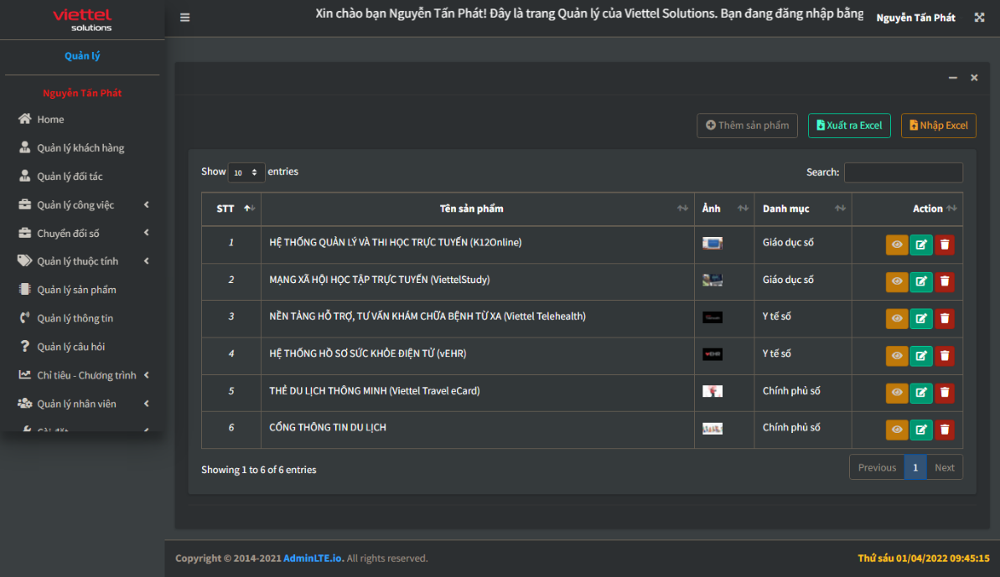 viettel
solutions
Xin chào bạn Nguyễn Tấn Phát! Đây là trang Quản lý của Viettel Solutions. Bạn đang đăng nhập bằng
Nguyễn Tấn Phát
Quản lý
Nguyễn Tấn Phát
Home
Quản lý khách hàng
Quản lý đối tác
Quản lý công việc
Chuyển đổi số
Quản lý thuộc tính
Quản lý sản phẩm
Quản lý thông tin
Quản lý câu hỏi
Chỉ tiêu - Chương trình
Quản lý nhân viên
Cài đặt
Thêm sản phẩm
Xuất ra Excel
Nhập Excel
Show 10 entries
Search:
STT Tên sản phẩm Ảnh Danh mục Action
1 HỆ THỐNG QUẢN LÝ VÀ THI HỌC TRỰC TUYẾN (K12Online) Giáo dục số
2 MẠNG XÃ HỘI HỌC TẬP TRỰC TUYẾN (ViettelStudy) Giáo dục số
3 NỀN TẢNG HỖ TRỢ, TƯ VẤN KHÁM CHỮA BỆNH TỪ XA (Viettel Telehealth) Y tế số
4 HỆ THỐNG HỒ SƠ SỨC KHỎE ĐIỆN TỬ (vEHR) vEHR Y tế số
5 THẺ DU LỊCH THÔNG MINH (Viettel Travel eCard) Chính phủ số
6 CỔNG THÔNG TIN DU LỊCH Chính phủ số
Showing 1 to 6 of 6 entries
Previous 1 Next
Copyright © 2014-2021 AdminLTE.io. All rights reserved.
Thứ sáu 01/04/2022 09:45:15